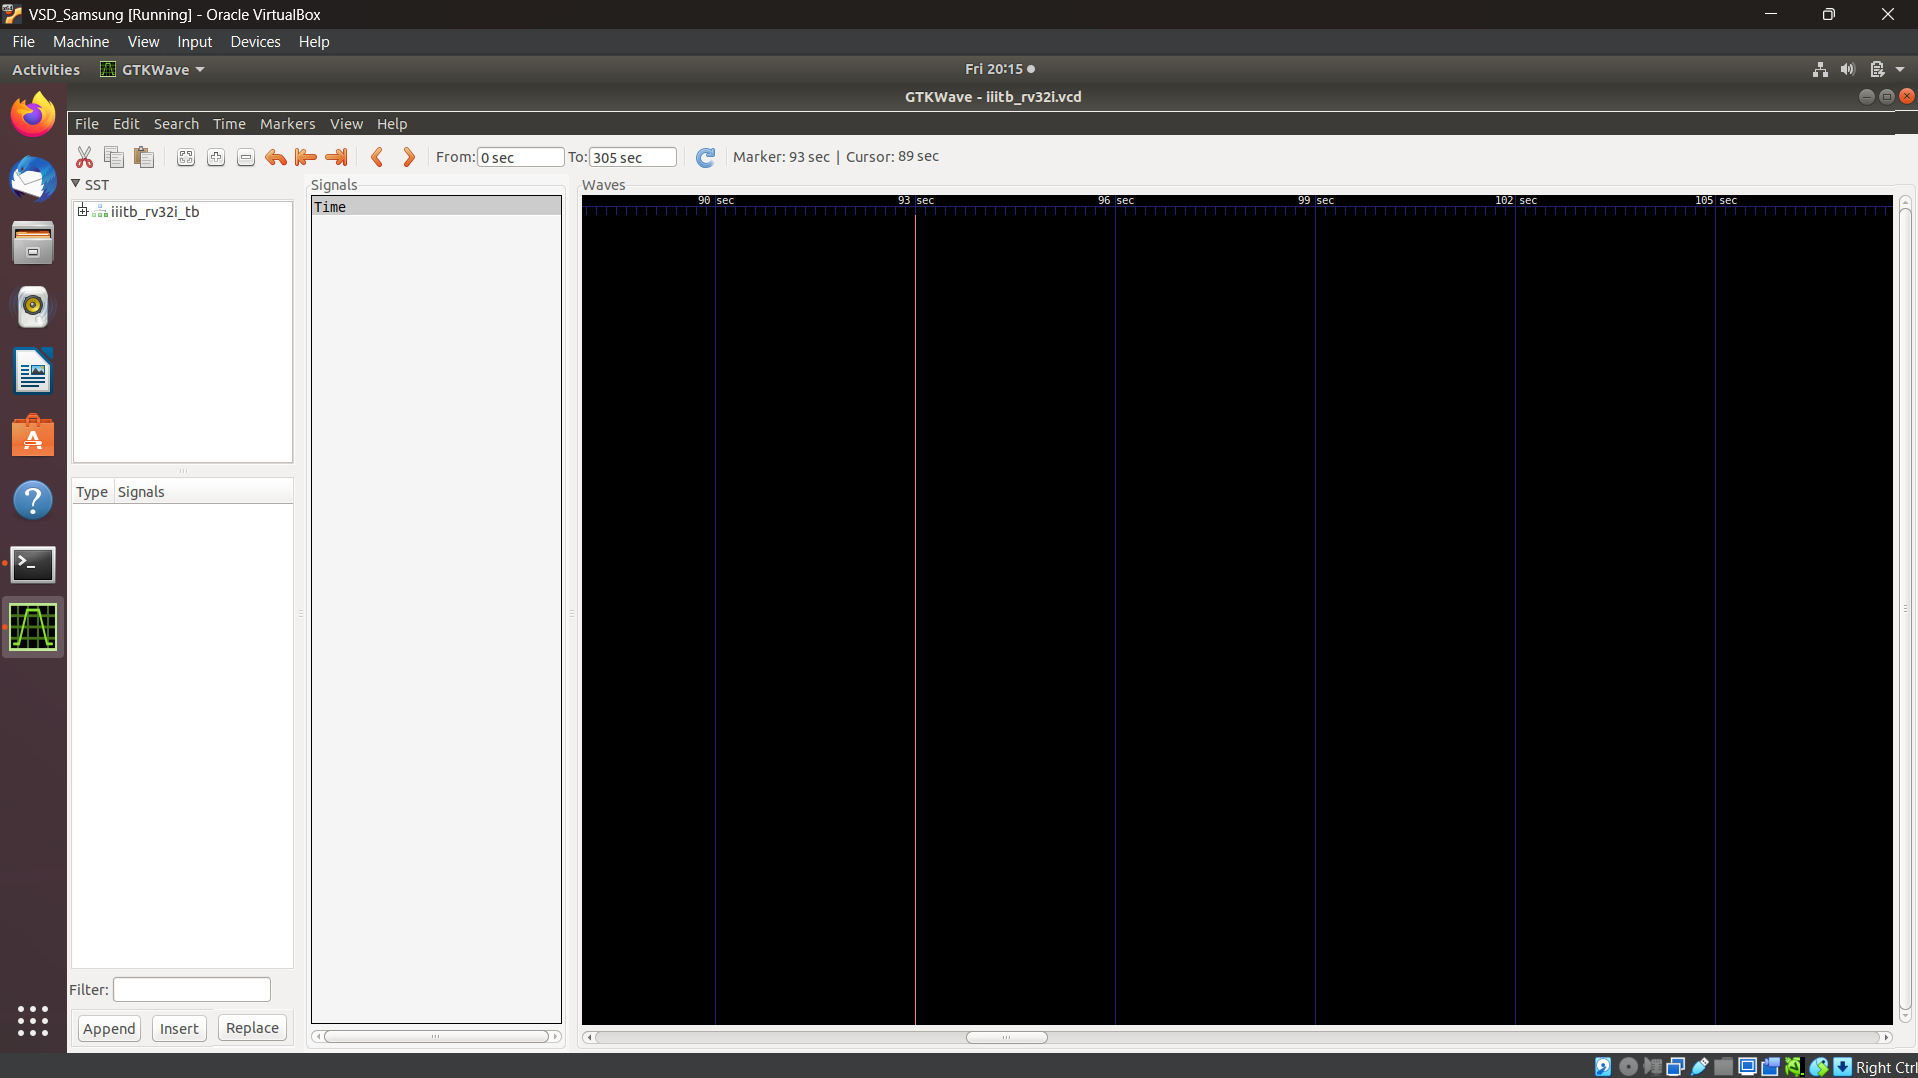 VSD_Samsung [Running] - Oracle VirtualBox
File Machine View Input Devices Help
Activities GTKWave Fri 20:15
GTKWave - iiitb_rv32i.vcd
File Edit Search Time Markers View Help
From: 0 sec To: 305 sec Marker: 93 sec | Cursor: 89 sec
SST
iiitb_rv32i_tb
Type Signals
Filter:
Append Insert Replace
Signals
Time
Waves
90 sec 93 sec 96 sec 99 sec 102 sec 105 sec
Right Ctrl